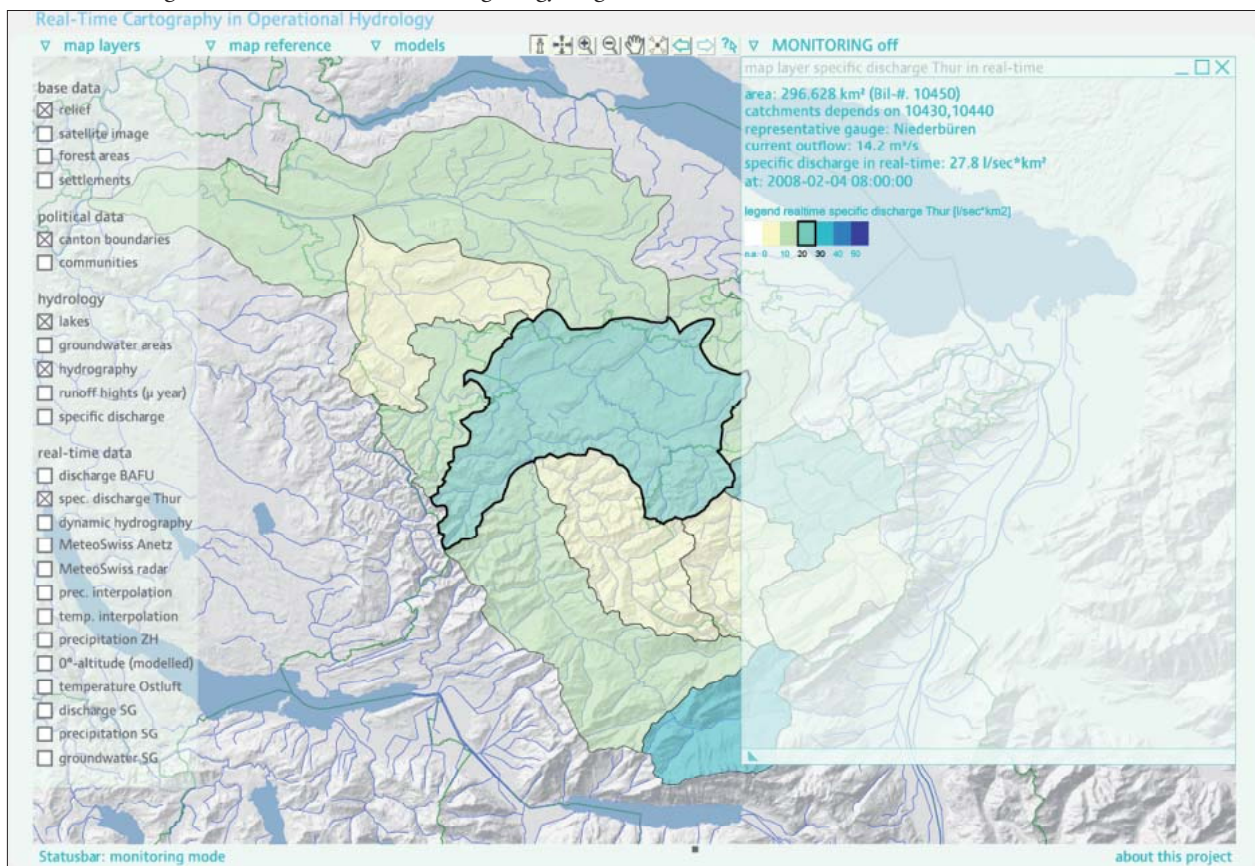 Real-Time Cartography in Operational Hydrology
map layers
map reference
models
MONITORING off
base data
relief
satellite image
forest areas
settlements
political data
canton boundaries
communities
hydrology
lakes
groundwater areas
hydrography
runoff hights (μ year)
specific discharge
real-time data
discharge BAFU
spec. discharge Thur
dynamic hydrography
MeteoSwiss Anetz
MeteoSwiss radar
prec. interpolation
temp. interpolation
precipitation ZH
0°-altitude (modelled)
temperature Ostluft
discharge SG
precipitation SG
groundwater SG
map layer specific discharge Thur in real-time
area: 296.628 km² (Bil-#. 10450)
catchments depends on 10430,10440
representative gauge: Niederbüren
current outflow: 14.2 m³/s
specific discharge in real-time: 27.8 l/sec*km²
at: 2008-02-04 08:00:00
legend realtime specific discharge Thur [l/sec*km2]
n.a. 0 10 20 30 40 50
Statusbar: monitoring mode
about this project